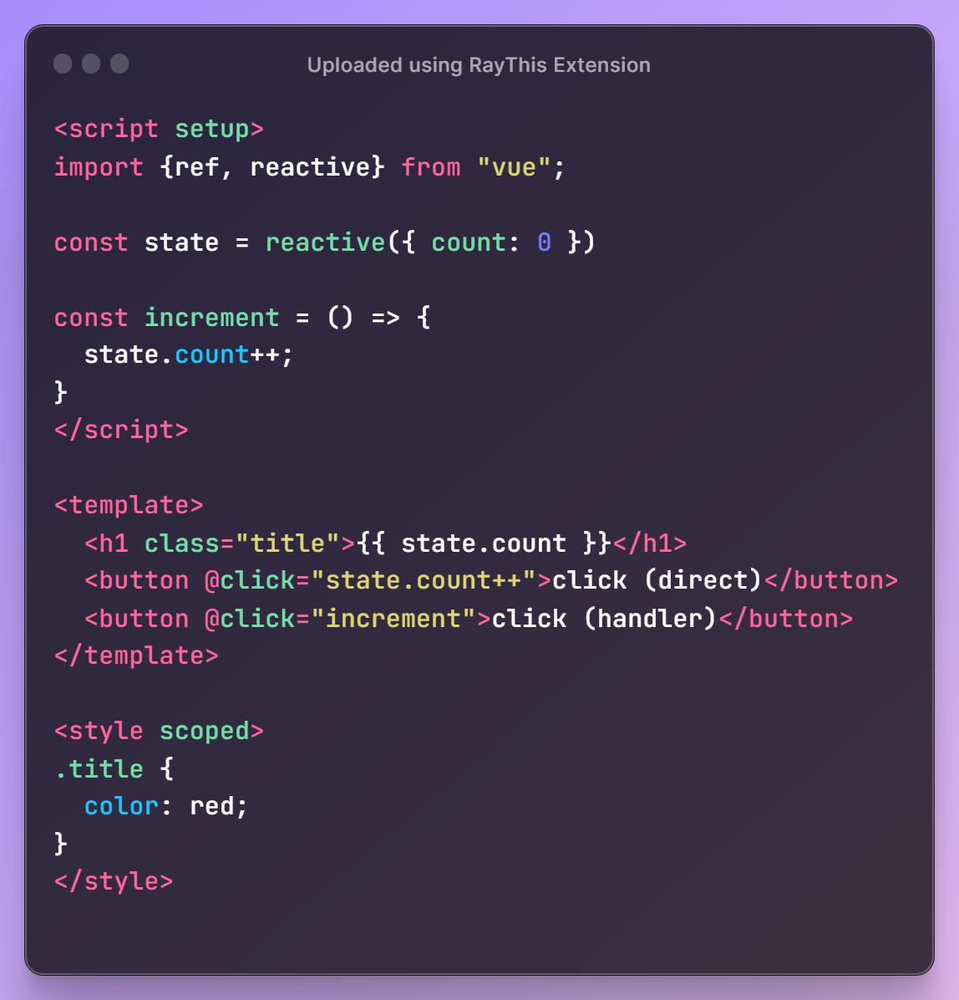 Uploaded using RayThis Extension
<script setup>
import {ref, reactive} from "vue";

const state = reactive({ count: 0 })

const increment = () => {
  state.count++;
}
</script>

<template>
  <h1 class="title">{{ state.count }}</h1>
  <button @click="state.count++">click (direct)</button>
  <button @click="increment">click (handler)</button>
</template>

<style scoped>
.title {
  color: red;
}
</style>